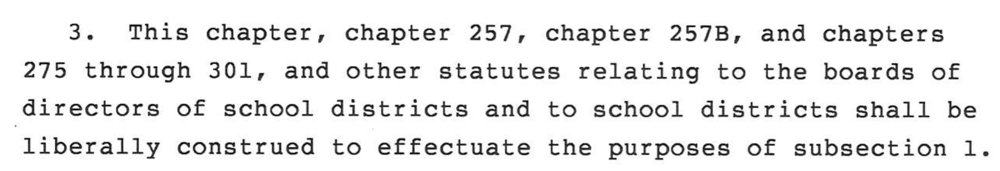 3. This chapter, chapter 257, chapter 257B, and chapters
275 through 301, and other statutes relating to the boards of
directors of school districts and to school districts shall be
liberally construed to effectuate the purposes of subsection 1.